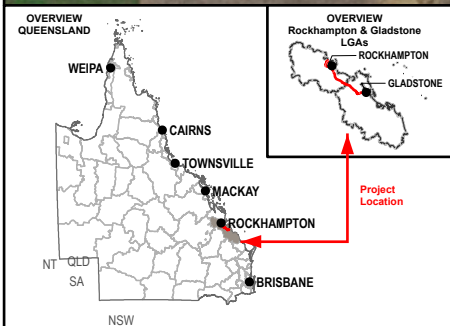 OVERVIEW
QUEENSLAND
WEIPA
CAIRNS
TOWNSVILLE
MACKAY
ROCKHAMPTON
BRISBANE
NT
QLD
SA
NSW
OVERVIEW
Rockhampton & Gladstone
LGAs
ROCKHAMPTON
GLADSTONE
Project
Location